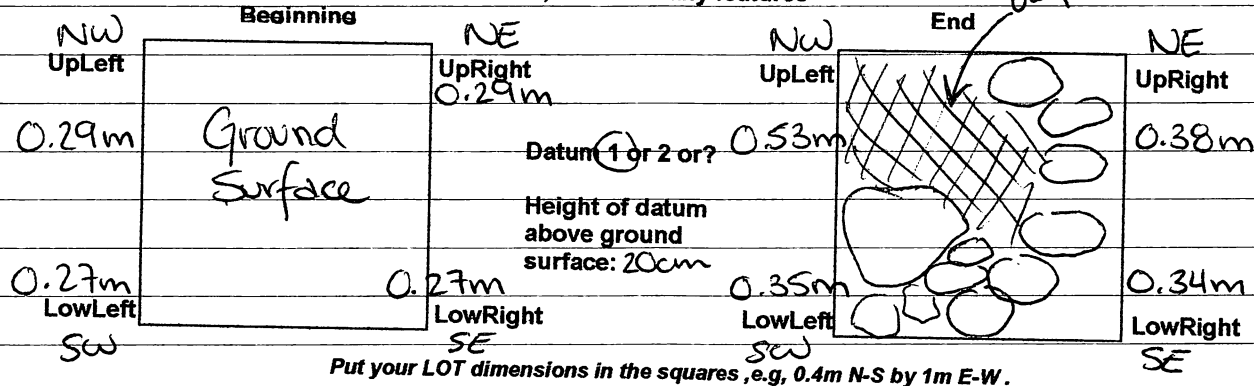 Beginning
End
NW
UpLeft
NE
UpRight
0.29m
0.29m
Ground
Surface
0.27m
LowLeft
SW
0.27m
LowRight
SE
Datum 1 or 2 or?
Height of datum
above ground
surface: 20cm
NW
UpLeft
NE
UpRight
0.53m
0.38m
0.35m
LowLeft
SW
0.34m
LowRight
SE
Put your LOT dimensions in the squares ,e.g, 0.4m N-S by 1m E-W .